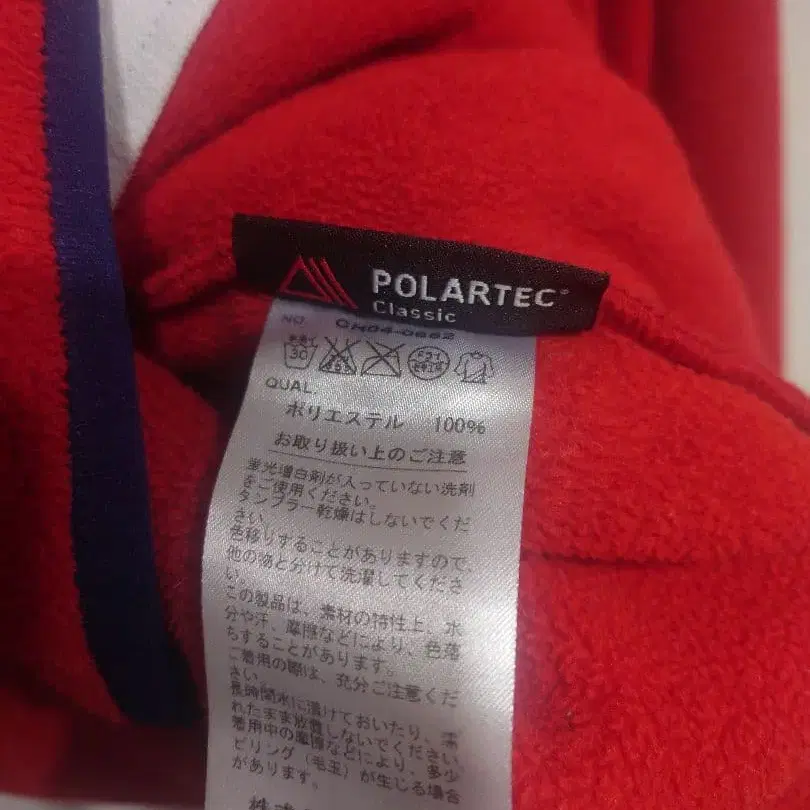 POLARTEC®
Classic
NO. CH04-0662
30
QUAL.
ポリエステル 100%
お取り扱い上のご注意
蛍光増白剤が入っていない洗剤
をご使用ください。
タンブラー乾燥はしないでくだ
さい。
色移りすることがありますので、
他の物と分けて洗濯してくださ
い。
この製品は、素材の特性上、水
分や汗、摩擦などにより、色落
ちすることがあります。
ご着用の際は、充分ご注意くだ
さい。
長時間水に漬けておいたり、濡
れたまま放置しないでください。
着用中の摩擦などにより、多少
ピリング（毛玉）が生じる場合
があります。
株式